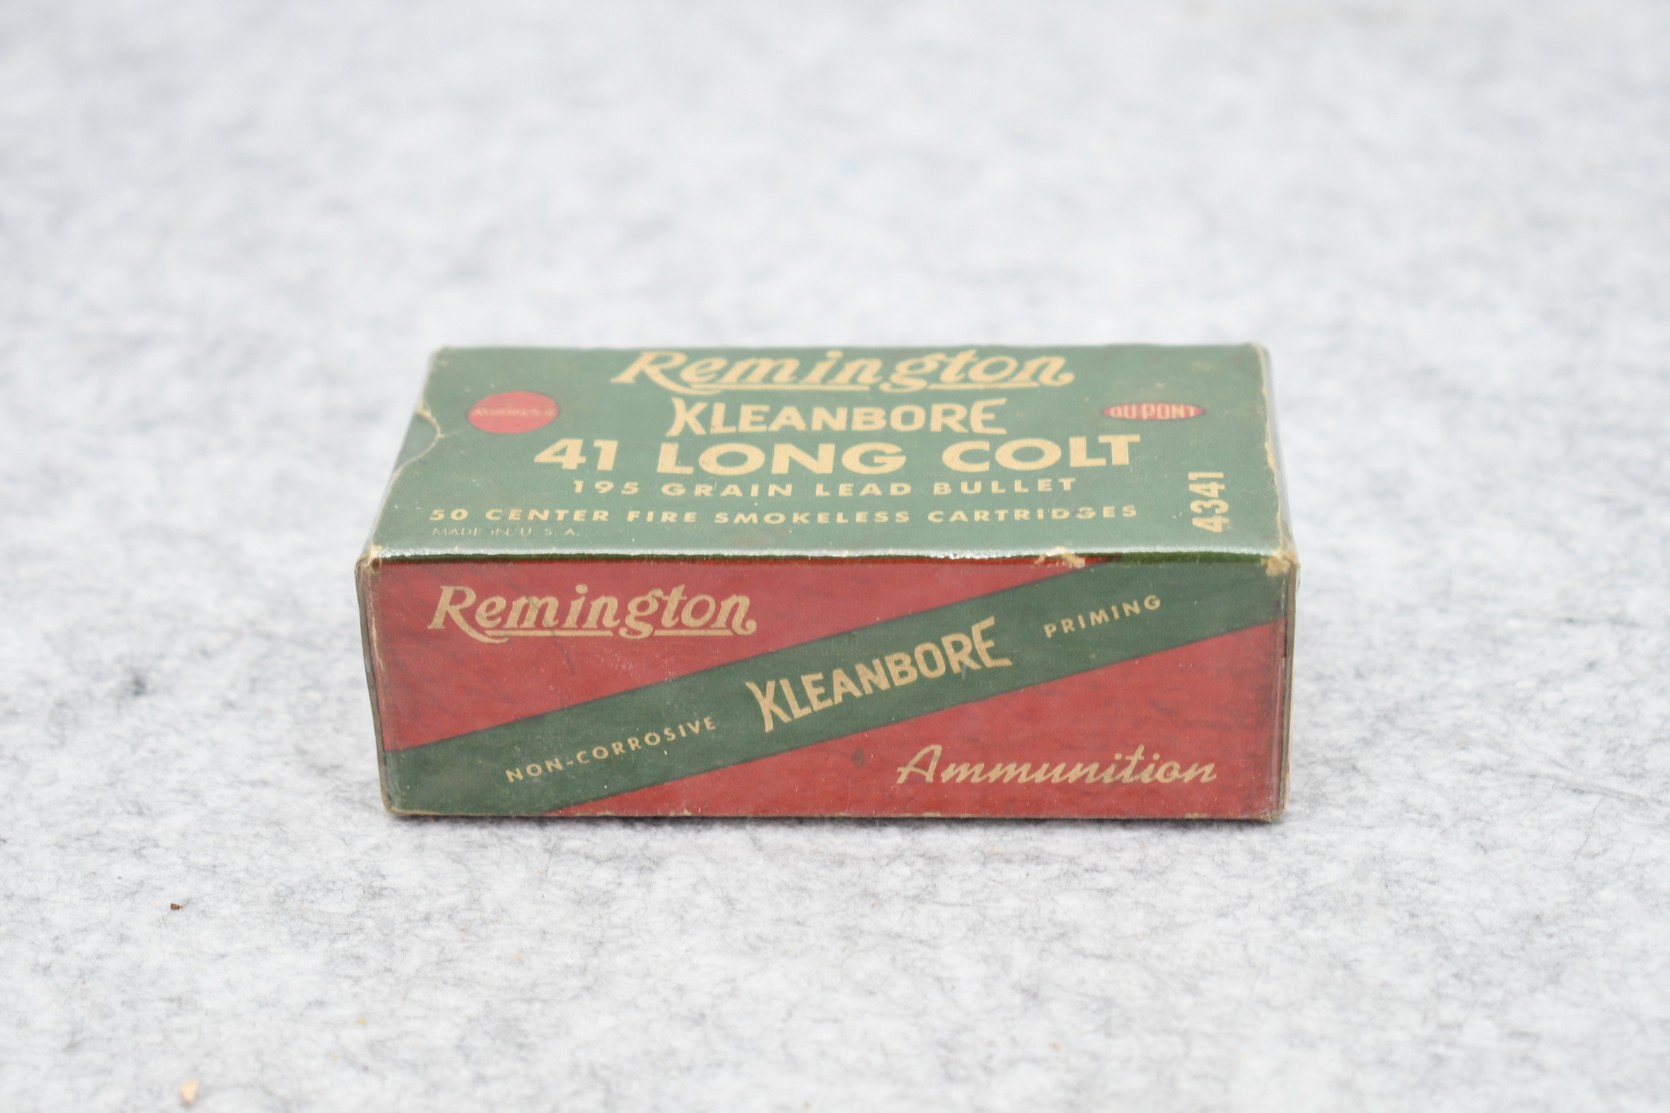 Remington
KLEANBORE
DU PONT
41 LONG COLT
195 GRAIN LEAD BULLET
50 CENTER FIRE SMOKELESS CARTRIDGES
MADE IN U.S.A.
4341
Remington
NON-CORROSIVE KLEANBORE PRIMING
Ammunition